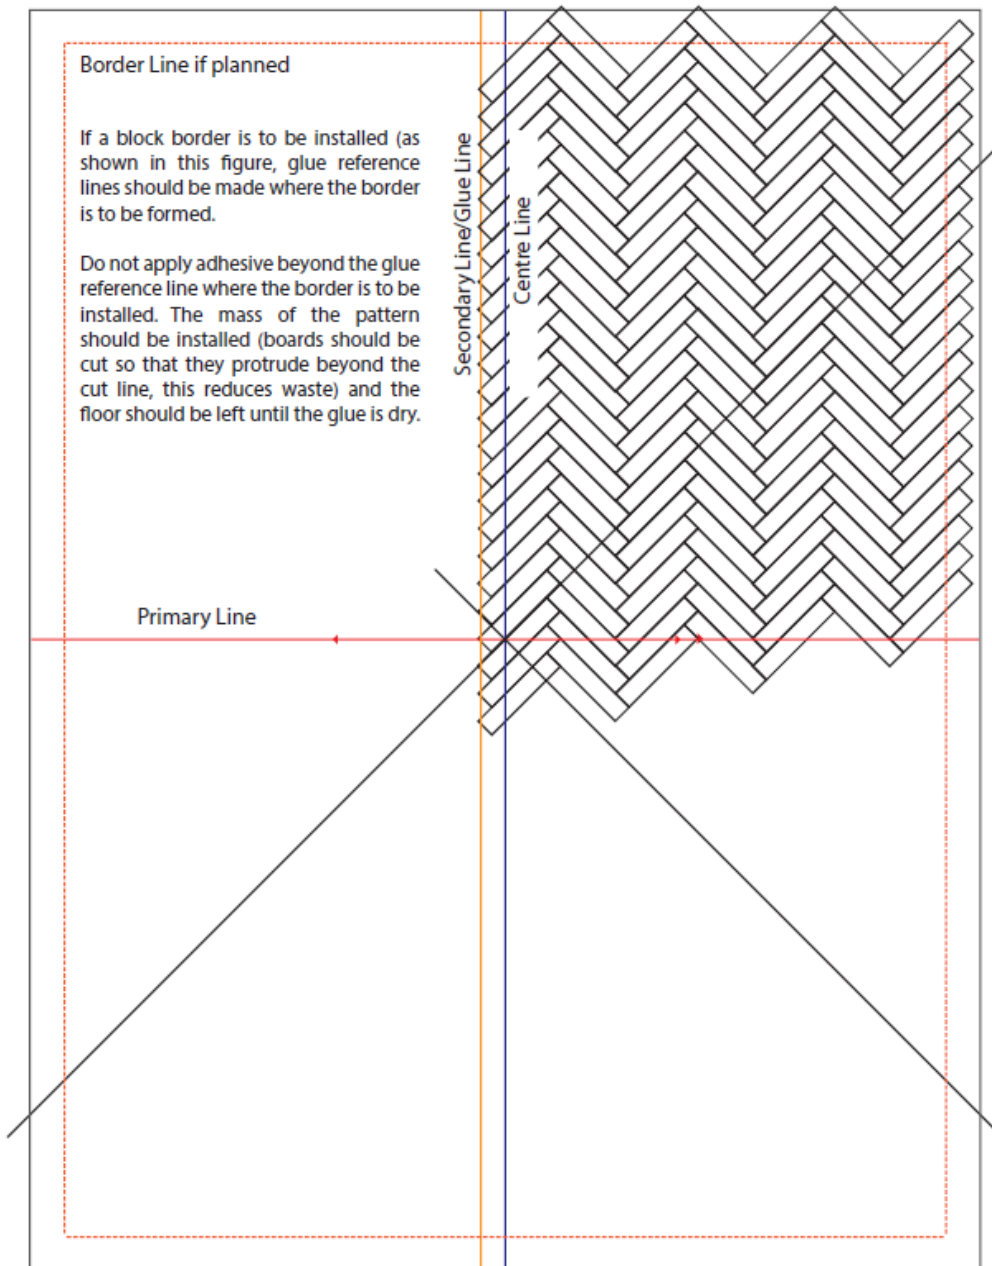 Border Line if planned
If a block border is to be installed (as
shown in this figure, glue reference
lines should be made where the border
is to be formed.
Do not apply adhesive beyond the glue
reference line where the border is to be
installed. The mass of the pattern
should be installed (boards should be
cut so that they protrude beyond the
cut line, this reduces waste) and the
floor should be left until the glue is dry.
Secondary Line/Glue Line
Centre Line
Primary Line